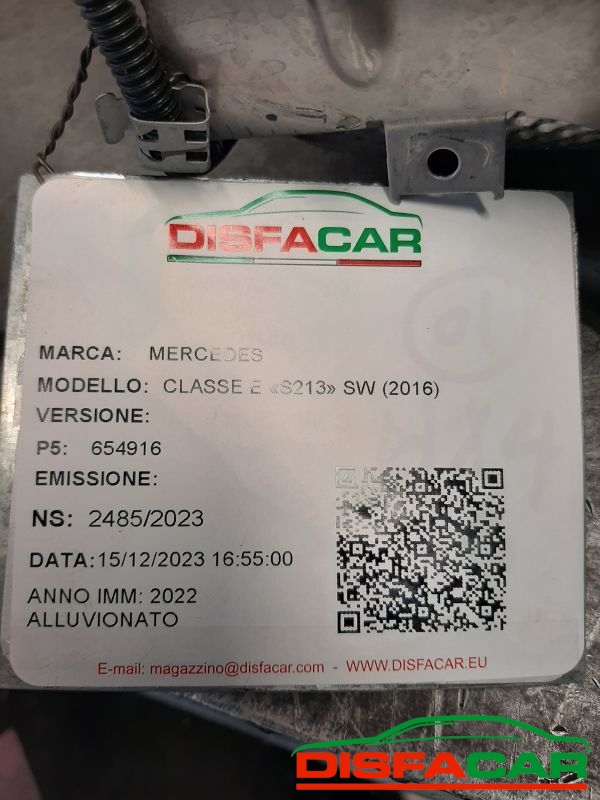 DISFACAR
MARCA: MERCEDES
MODELLO: CLASSE E «S213» SW (2016)
VERSIONE:
P5: 654916
EMISSIONE:
NS: 2485/2023
DATA:15/12/2023 16:55:00
ANNO IMM: 2022
ALLUVIONATO
E-mail: magazzino@disfacar.com - WWW.DISFACAR.EU
DISFACAR